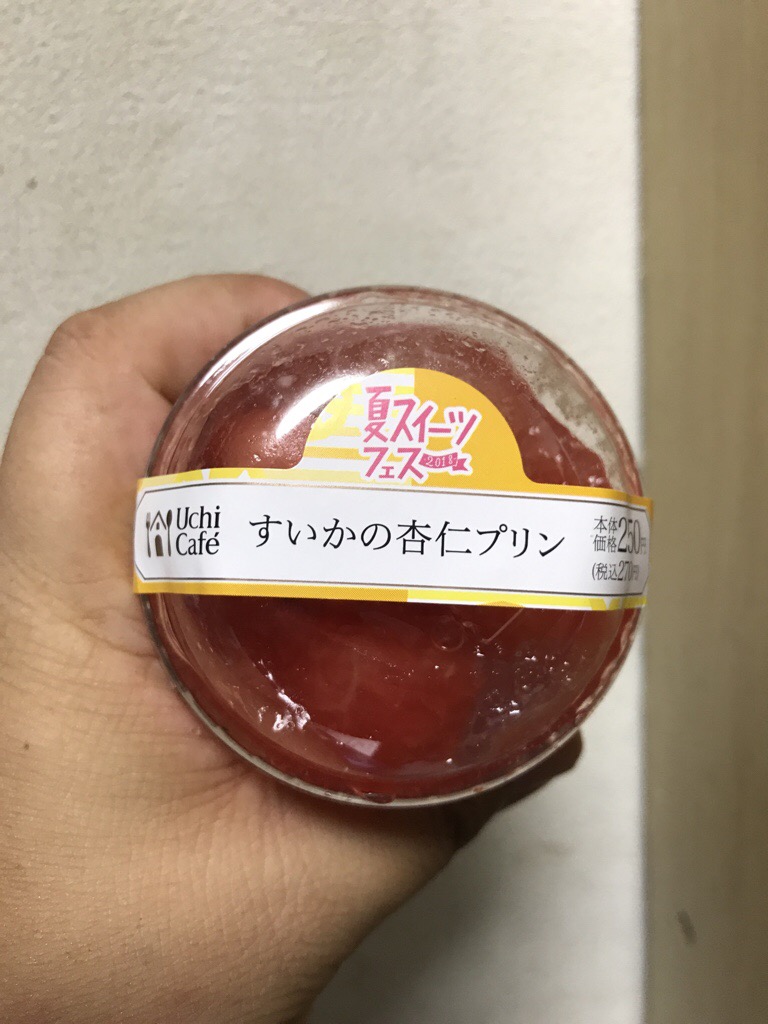 夏スイーツ
フェス 2018
Uchi
Café
すいかの杏仁プリン
本体
価格250円
(税込270円)